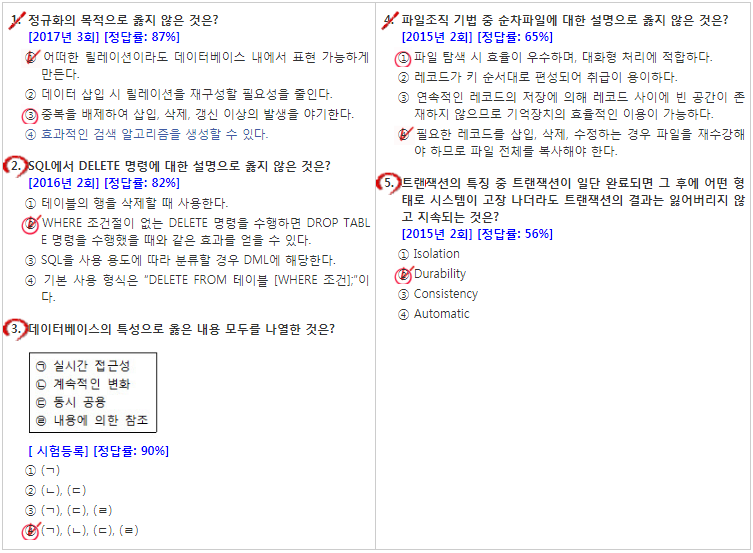 1. 정규화의 목적으로 옳지 않은 것은?
[2017년 3회] [정답률: 87%]
① 어떠한 릴레이션이라도 데이터베이스 내에서 표현 가능하게
만든다.
② 데이터 삽입 시 릴레이션을 재구성할 필요성을 줄인다.
③ 중복을 배제하여 삽입, 삭제, 갱신 이상의 발생을 야기한다.
④ 효과적인 검색 알고리즘을 생성할 수 있다.
2. SQL에서 DELETE 명령에 대한 설명으로 옳지 않은 것은?
[2016년 2회] [정답률: 82%]
① 테이블의 행을 삭제할 때 사용한다.
② WHERE 조건절이 없는 DELETE 명령을 수행하면 DROP TABL
E 명령을 수행했을 때와 같은 효과를 얻을 수 있다.
③ SQL을 사용 용도에 따라 분류할 경우 DML에 해당한다.
④ 기본 사용 형식은 “DELETE FROM 테이블 [WHERE 조건];”이
다.
3. 데이터베이스의 특성으로 옳은 내용 모두를 나열한 것은?
㉠ 실시간 접근성
㉡ 계속적인 변화
㉢ 동시 공용
㉣ 내용에 의한 참조
[ 시험등록] [정답률: 90%]
① (ㄱ)
② (ㄴ), (ㄷ)
③ (ㄱ), (ㄷ), (ㄹ)
④ (ㄱ), (ㄴ), (ㄷ), (ㄹ)
4. 파일조직 기법 중 순차파일에 대한 설명으로 옳지 않은 것은?
[2015년 2회] [정답률: 65%]
① 파일 탐색 시 효율이 우수하며, 대화형 처리에 적합하다.
② 레코드가 키 순서대로 편성되어 취급이 용이하다.
③ 연속적인 레코드의 저장에 의해 레코드 사이에 빈 공간이 존
재하지 않으므로 기억장치의 효율적인 이용이 가능하다.
④ 필요한 레코드를 삽입, 삭제, 수정하는 경우 파일을 재수강해
야 하므로 파일 전체를 복사해야 한다.
5. 트랜잭션의 특징 중 트랜잭션이 일단 완료되면 그 후에 어떤 형
태로 시스템이 고장 나더라도 트랜잭션의 결과는 잃어버리지 않
고 지속되는 것은?
[2015년 2회] [정답률: 56%]
① Isolation
② Durability
③ Consistency
④ Automatic